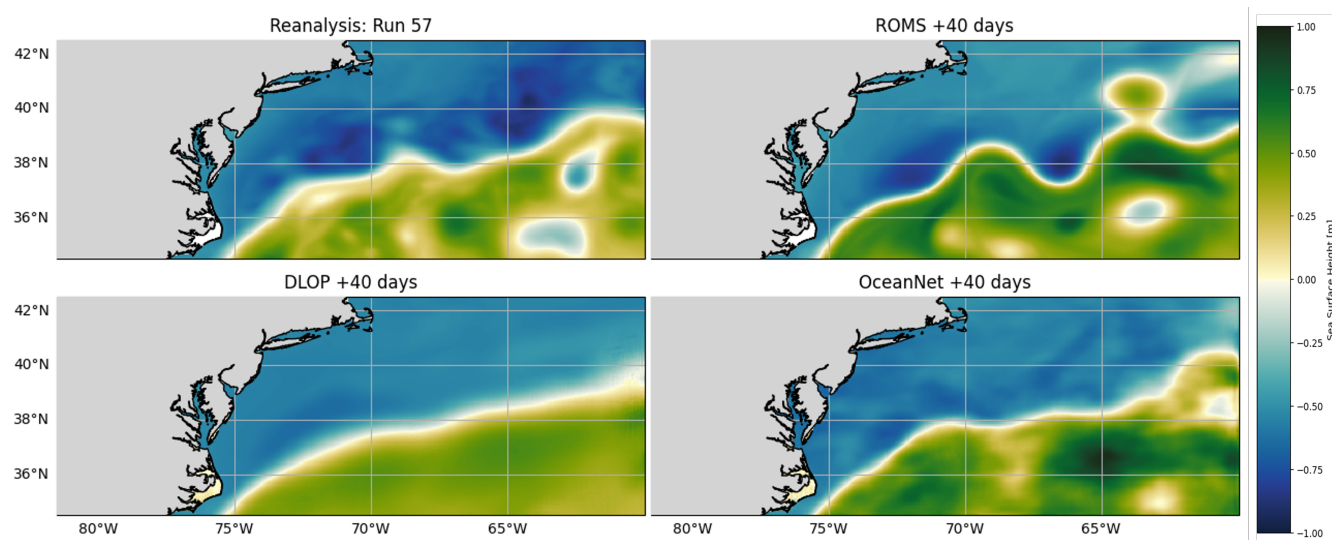 Reanalysis: Run 57
ROMS +40 days
42°N
40°N
38°N
36°N
DLOP +40 days
OceanNet +40 days
42°N
40°N
38°N
36°N
80°W 75°W 70°W 65°W
80°W 75°W 70°W 65°W
1.00
0.75
0.50
0.25
0.00
−0.25
−0.50
−0.75
−1.00
Sea Surface Height [m]